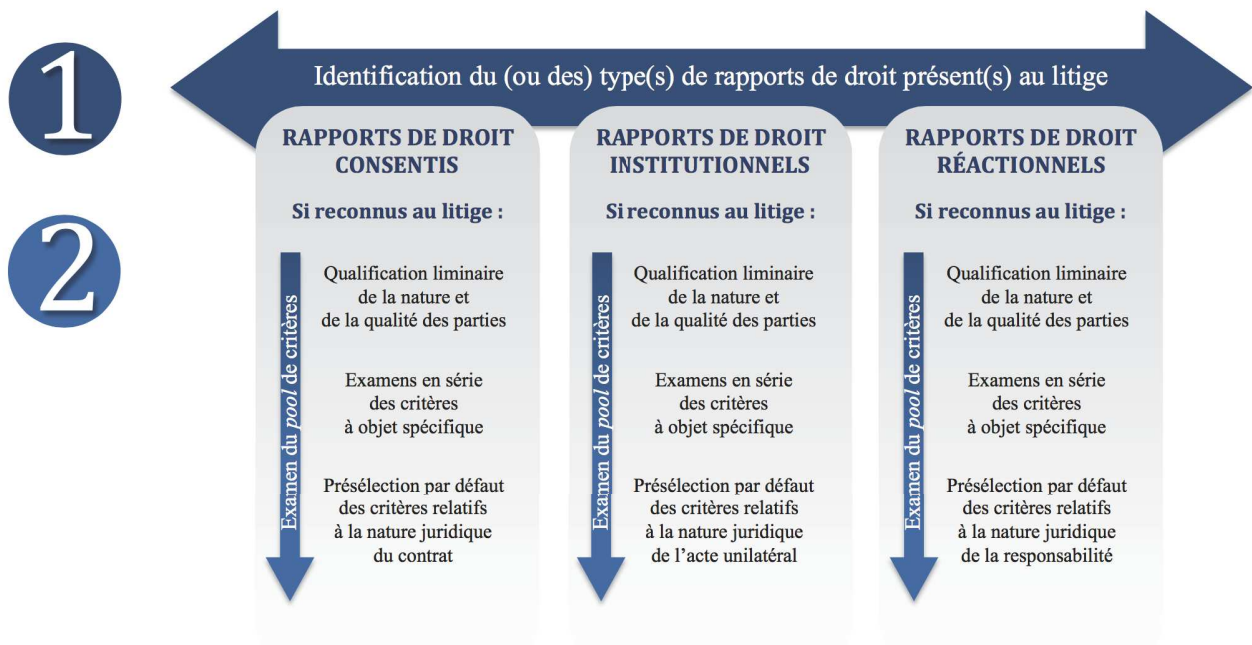 1
Identification du (ou des) type(s) de rapports de droit présent(s) au litige
RAPPORTS DE DROIT
CONSENTIS
RAPPORTS DE DROIT
INSTITUTIONNELS
RAPPORTS DE DROIT
RÉACTIONNELS
2
Si reconnus au litige :
Examen du pool de critères
Qualification liminaire
de la nature et
de la qualité des parties
Examens en série
des critères
à objet spécifique
Présélection par défaut
des critères relatifs
à la nature juridique
du contrat
Si reconnus au litige :
Examen du pool de critères
Qualification liminaire
de la nature et
de la qualité des parties
Examens en série
des critères
à objet spécifique
Présélection par défaut
des critères relatifs
à la nature juridique
de l'acte unilatéral
Si reconnus au litige :
Examen du pool de critères
Qualification liminaire
de la nature et
de la qualité des parties
Examens en série
des critères
à objet spécifique
Présélection par défaut
des critères relatifs
à la nature juridique
de la responsabilité